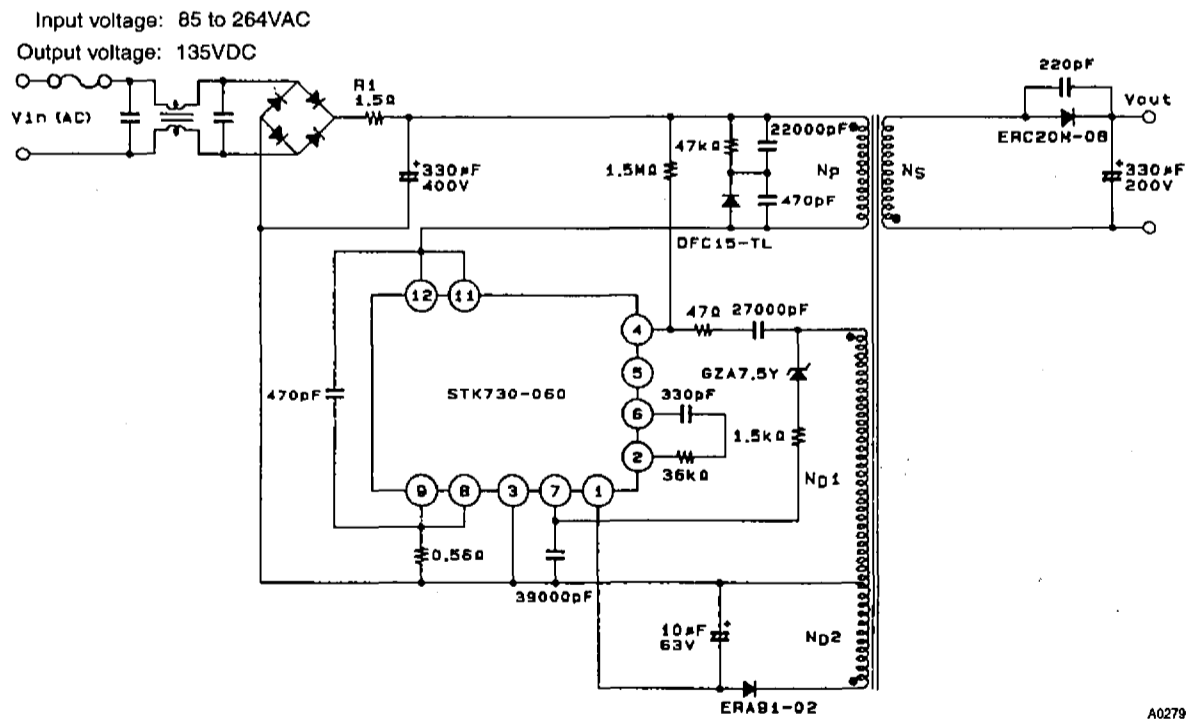 Input voltage: 85 to 264VAC
Output voltage: 135VDC
Vin (AC)
R1
1.5Ω
330µF
400V
1.5MΩ
47kΩ
22000pF
470pF
DFC15-TL
Np
Ns
220pF
ERC20M-08
Vout
330µF
200V
12
11
4
5
6
2
9
8
3
7
1
STK730-060
470pF
47Ω
27000pF
GZA7.5Y
330pF
1.5kΩ
36kΩ
ND1
0.56Ω
39000pF
10µF
63V
ND2
ERA91-02
A0279